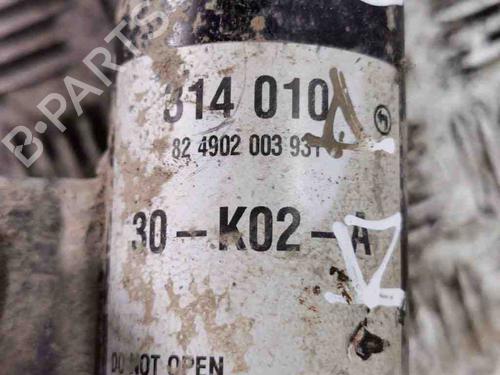 B-PARTS
314 010
82 4902 003 931
30-K02-A
DO NOT OPEN